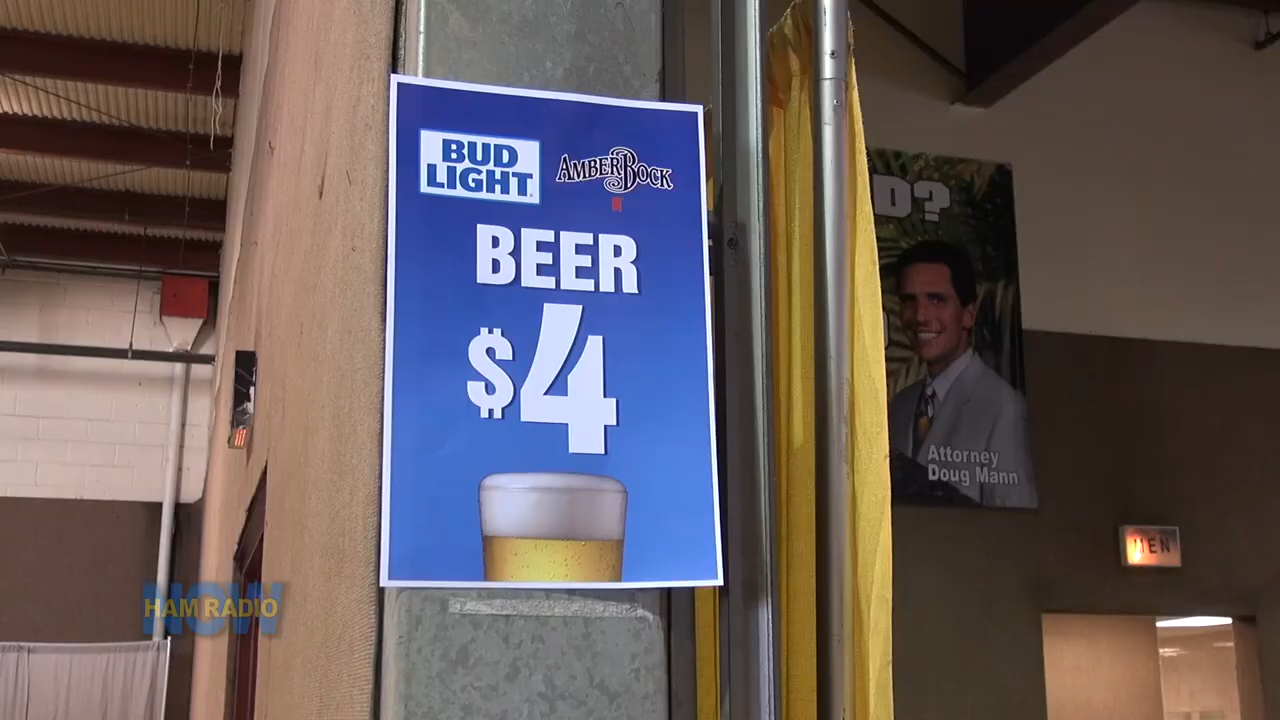 BUD
LIGHT
AMBERBOCK
BEER
$4
D?
Attorney
Doug Mann
MEN
HAM RADIO
NOW